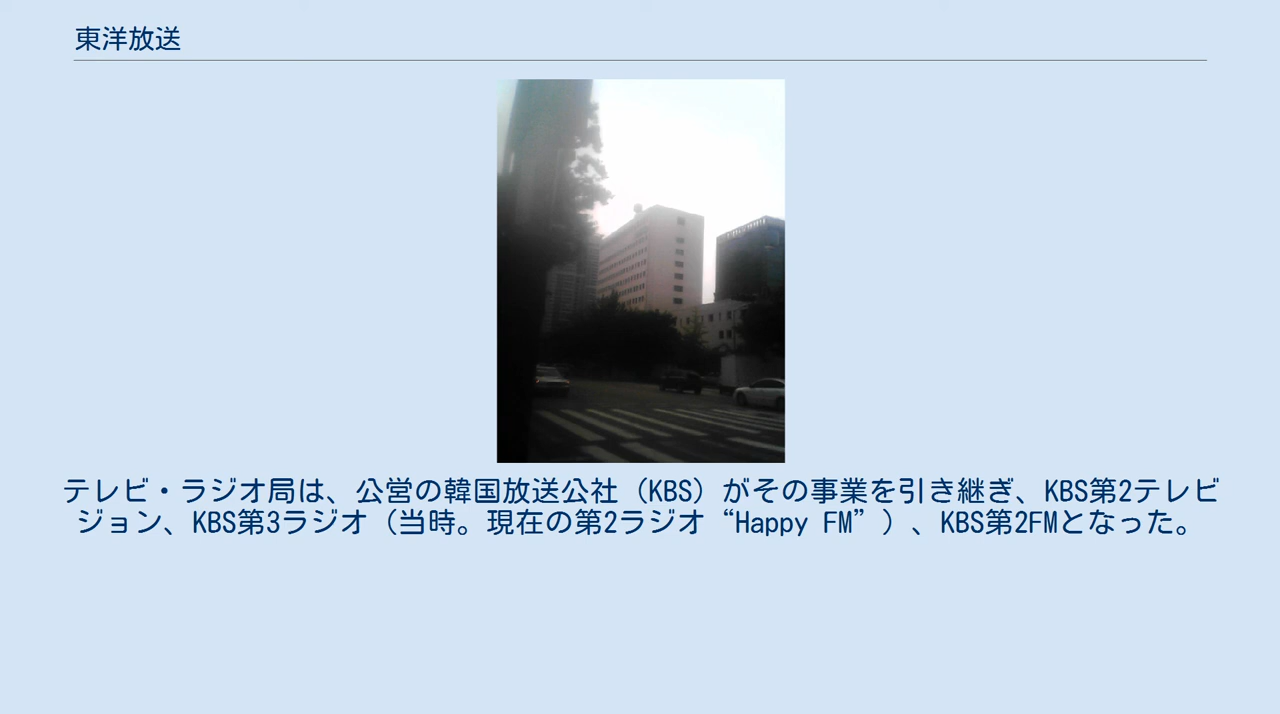 東洋放送
テレビ・ラジオ局は、公営の韓国放送公社（KBS）がその事業を引き継ぎ、KBS第2テレビ
ジョン、KBS第3ラジオ（当時。現在の第2ラジオ“Happy FM”）、KBS第2FMとなった。